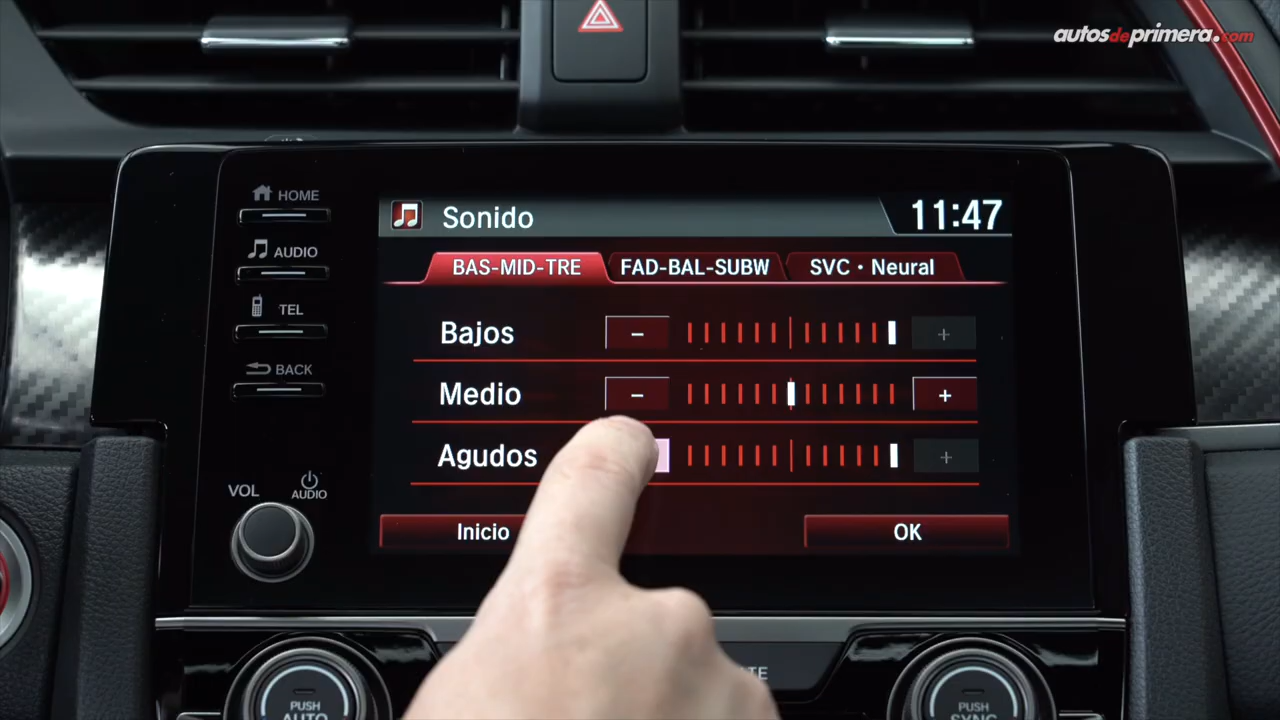 autosdeprimera.com
HOME
AUDIO
TEL
BACK
VOL
AUDIO
Sonido
11:47
BAS-MID-TRE
FAD-BAL-SUBW
SVC • Neural
Bajos
−
+
Medio
−
+
Agudos
+
Inicio
OK
PUSH
AUTO
PUSH
SYNC